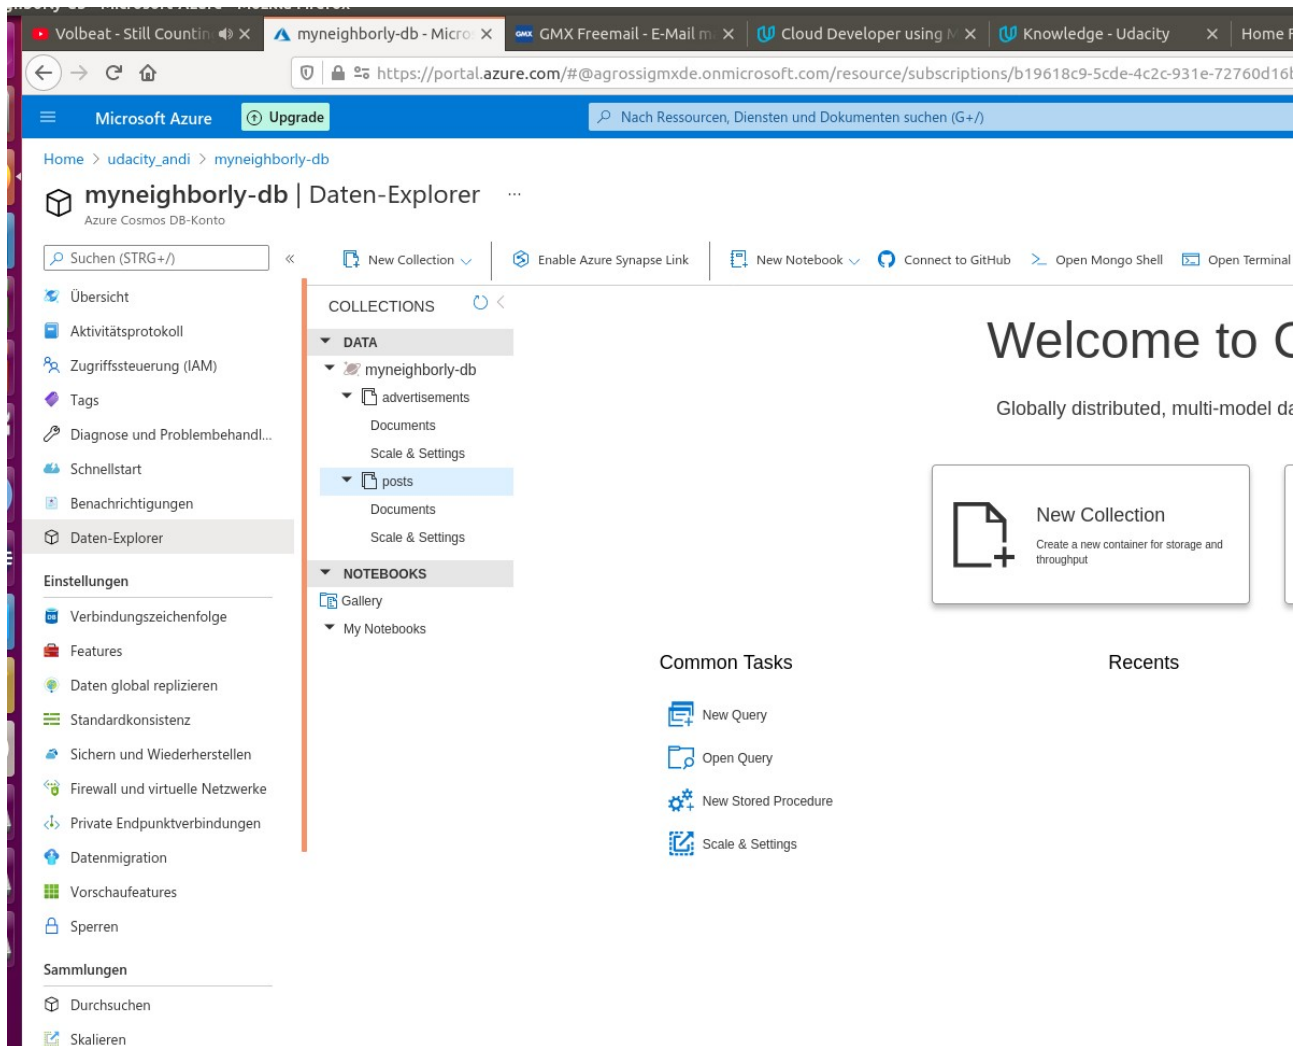 Volbeat - Still Countin
myneighborly-db - Micro
GMX GMX Freemail - E-Mail m
Cloud Developer using M
Knowledge - Udacity
Home
https://portal.azure.com/#@agrossigmxde.onmicrosoft.com/resource/subscriptions/b19618c9-5cde-4c2c-931e-72760d16
Microsoft Azure
Upgrade
Nach Ressourcen, Diensten und Dokumenten suchen (G+/)
Home > udacity_andi > myneighborly-db
myneighborly-db | Daten-Explorer ...
Azure Cosmos DB-Konto
Suchen (STRG+/)
«
New Collection
Enable Azure Synapse Link
New Notebook
Connect to GitHub
Open Mongo Shell
Open Terminal
Übersicht
Aktivitätsprotokoll
Zugriffssteuerung (IAM)
Tags
Diagnose und Problembehandl...
Schnellstart
Benachrichtigungen
Daten-Explorer
Einstellungen
Verbindungszeichenfolge
Features
Daten global replizieren
Standardkonsistenz
Sichern und Wiederherstellen
Firewall und virtuelle Netzwerke
Private Endpunktverbindungen
Datenmigration
Vorschaufeatures
Sperren
Sammlungen
Durchsuchen
Skalieren
COLLECTIONS
DATA
myneighborly-db
advertisements
Documents
Scale & Settings
posts
Documents
Scale & Settings
NOTEBOOKS
Gallery
My Notebooks
Welcome to
Globally distributed, multi-model da
New Collection
Create a new container for storage and
throughput
Common Tasks
New Query
Open Query
New Stored Procedure
Scale & Settings
Recents